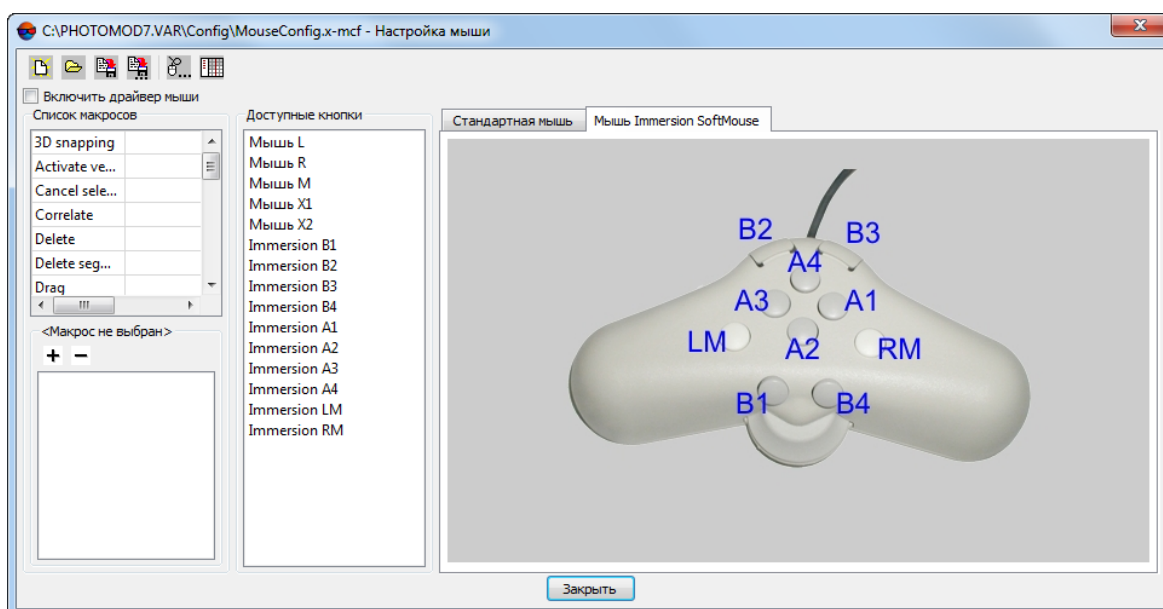 C:\PHOTOMOD7.VAR\Config\MouseConfig.x-mcf - Настройка мыши
Включить драйвер мыши
Список макросов
3D snapping
Activate ve...
Cancel sele...
Correlate
Delete
Delete seg...
Drag
<Макрос не выбран>
Доступные кнопки
Мышь L
Мышь R
Мышь M
Мышь X1
Мышь X2
Immersion B1
Immersion B2
Immersion B3
Immersion B4
Immersion A1
Immersion A2
Immersion A3
Immersion A4
Immersion LM
Immersion RM
Стандартная мышь
Мышь Immersion SoftMouse
B2
B3
A4
A3
A1
LM
A2
RM
B1
B4
Закрыть